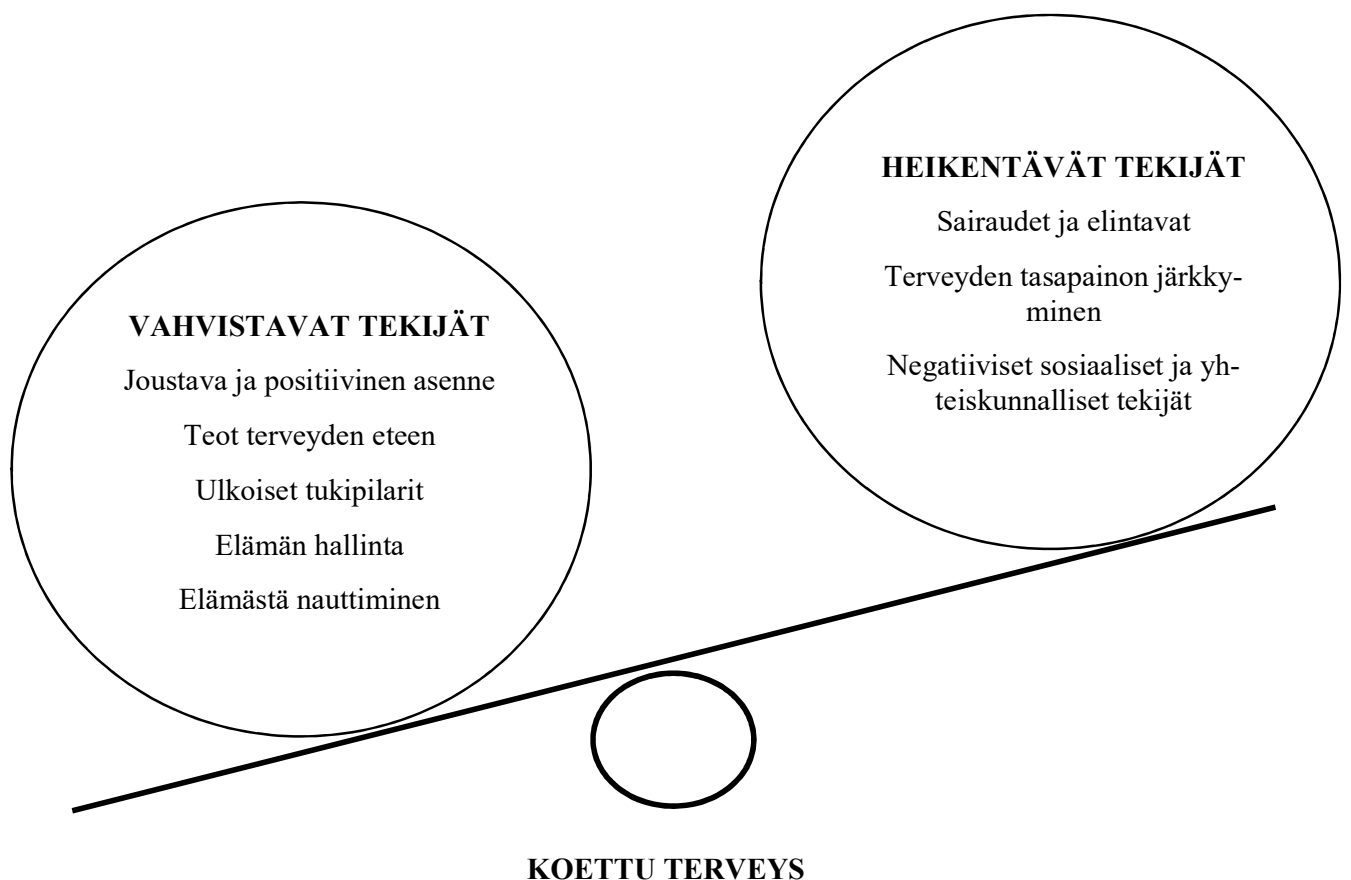 VAHVISTAVAT TEKIJÄT
Joustava ja positiivinen asenne
Teot terveyden eteen
Ulkoiset tukipilarit
Elämän hallinta
Elämästä nauttiminen
HEIKENTÄVÄT TEKIJÄT
Sairaudet ja elintavat
Terveyden tasapainon järkky-
minen
Negatiiviset sosiaaliset ja yh-
teiskunnalliset tekijät
KOETTU TERVEYS